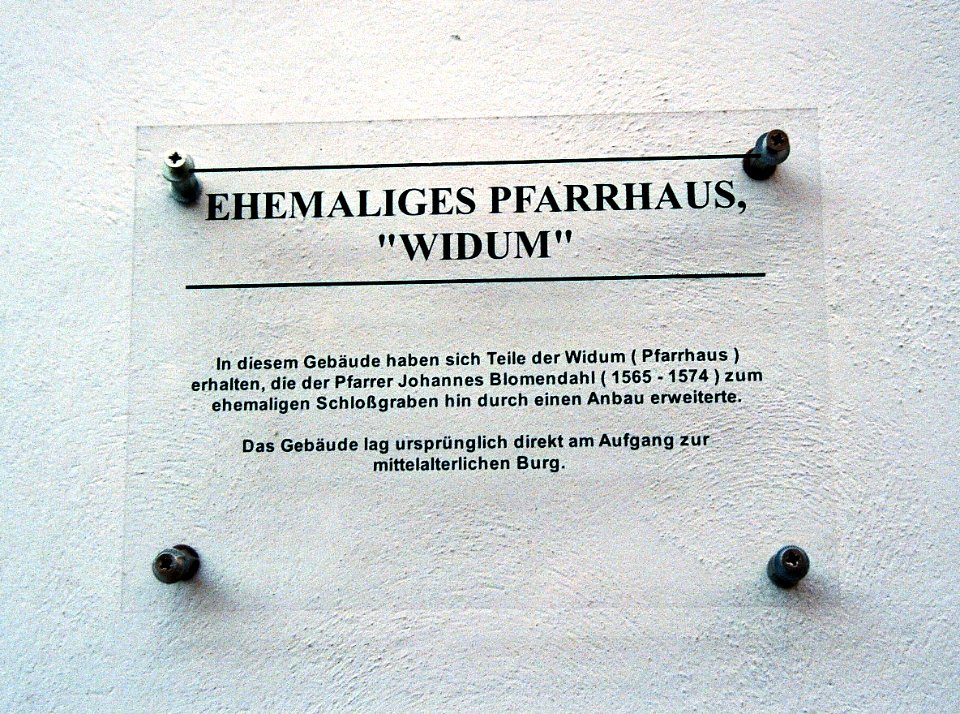 EHEMALIGES PFARRHAUS,
"WIDUM"
In diesem Gebäude haben sich Teile der Widum ( Pfarrhaus )
erhalten, die der Pfarrer Johannes Blomendahl ( 1565 - 1574 ) zum
ehemaligen Schloßgraben hin durch einen Anbau erweiterte.
Das Gebäude lag ursprünglich direkt am Aufgang zur
mittelalterlichen Burg.